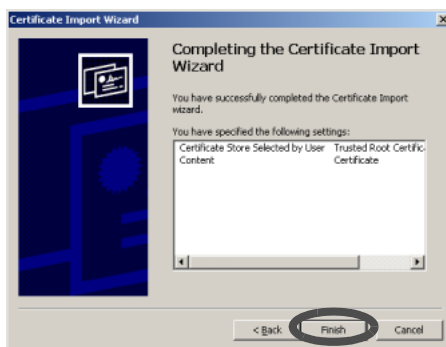 Certificate Import Wizard
Completing the Certificate Import
Wizard
You have successfully completed the Certificate Import
wizard.
You have specified the following settings:
Certificate Store Selected by User Trusted Root Certific
Content Certificate
< Back Finish Cancel